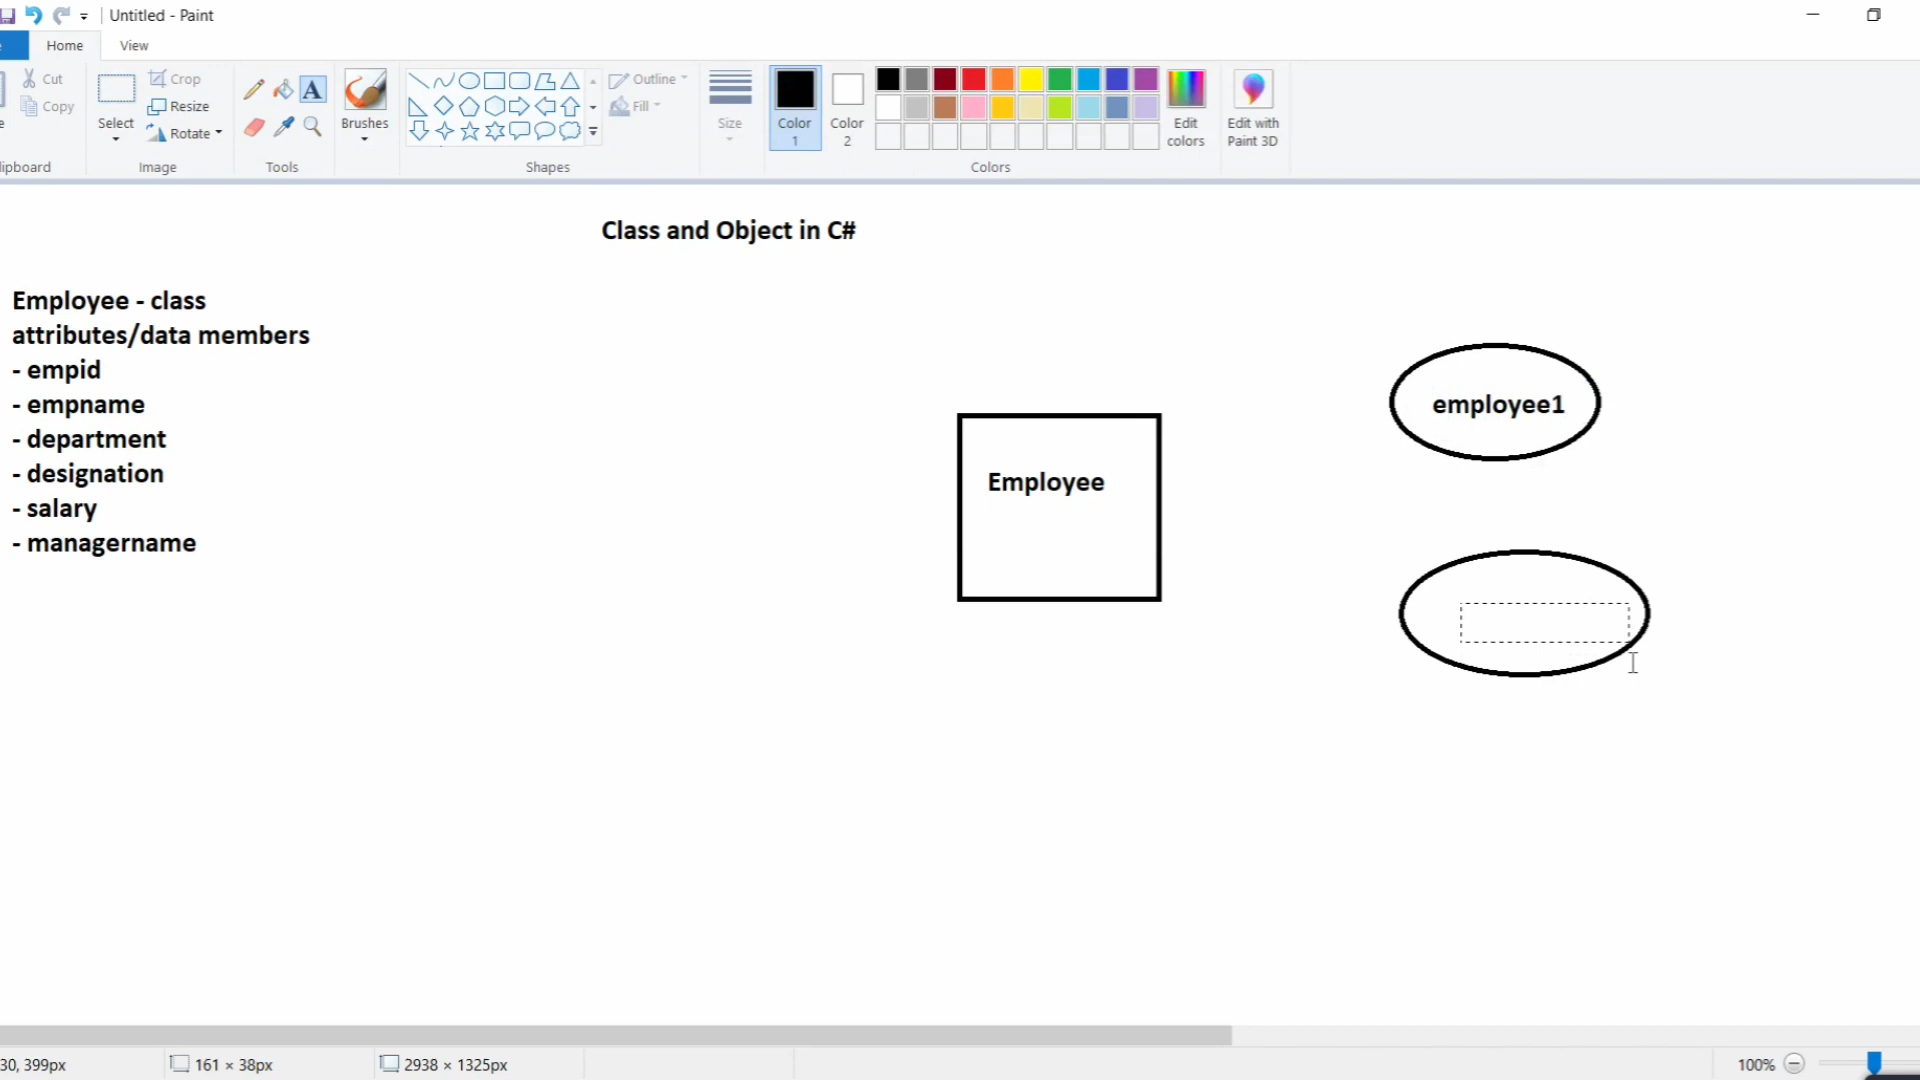 Untitled - Paint
Home
View
Cut
Copy
Select
Crop
Resize
Rotate
Brushes
Outline
Fill
Size
Color
1
Color
2
Edit
colors
Edit with
Paint 3D
Image
Tools
Shapes
Colors
Class and Object in C#
Employee - class
attributes/data members
- empid
- empname
- department
- designation
- salary
- managername
Employee
employee1
30, 399px
161 × 38px
2938 × 1325px
100%